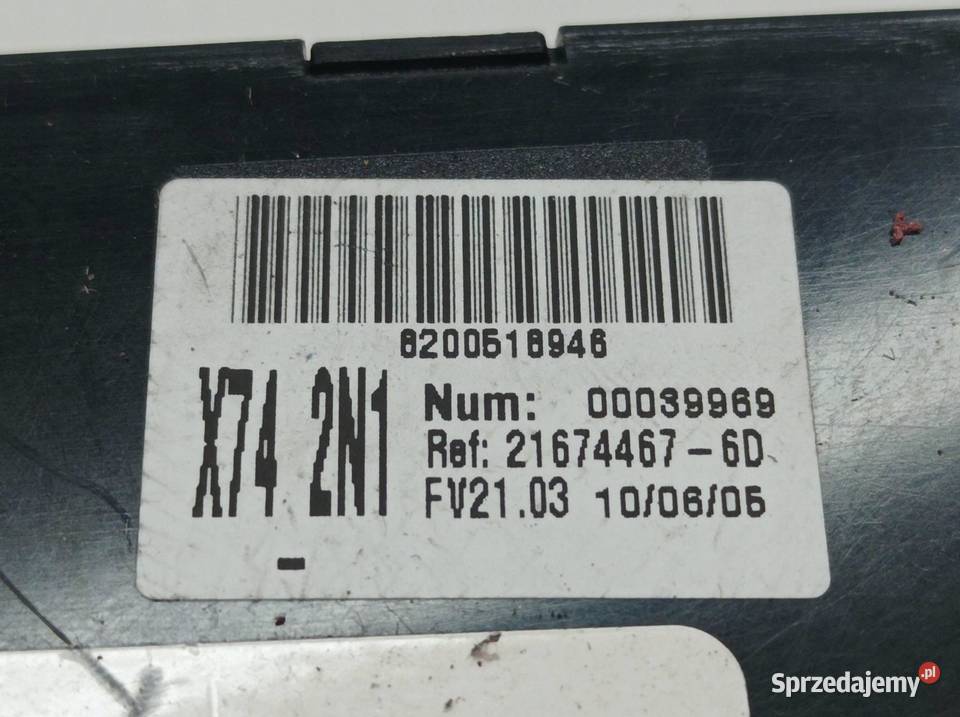 8200518946
X74 2N1
Num: 00039969
Ref: 21674467-6D
FV21.03 10/06/05
-
Sprzedajemy.pl